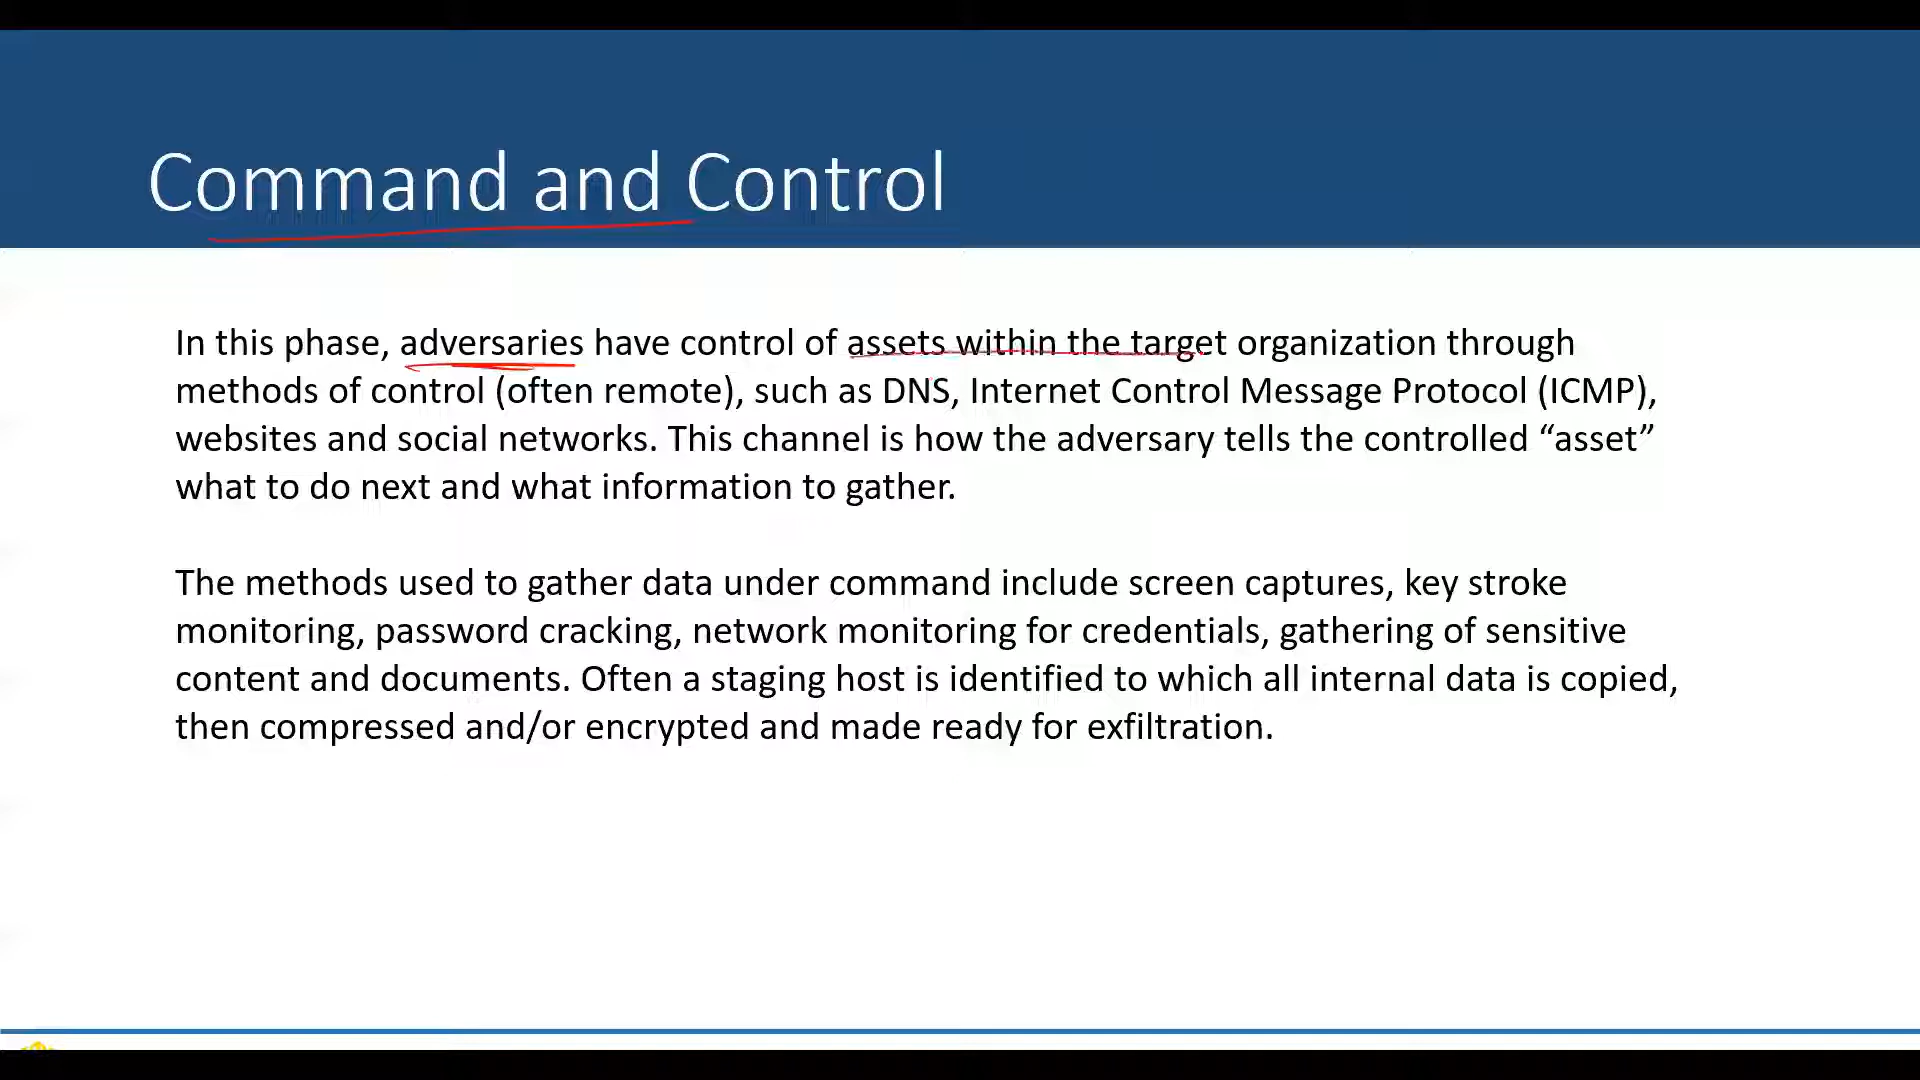 Command and Control
In this phase, adversaries have control of assets within the target organization through
methods of control (often remote), such as DNS, Internet Control Message Protocol (ICMP),
websites and social networks. This channel is how the adversary tells the controlled “asset”
what to do next and what information to gather.
The methods used to gather data under command include screen captures, key stroke
monitoring, password cracking, network monitoring for credentials, gathering of sensitive
content and documents. Often a staging host is identified to which all internal data is copied,
then compressed and/or encrypted and made ready for exfiltration.